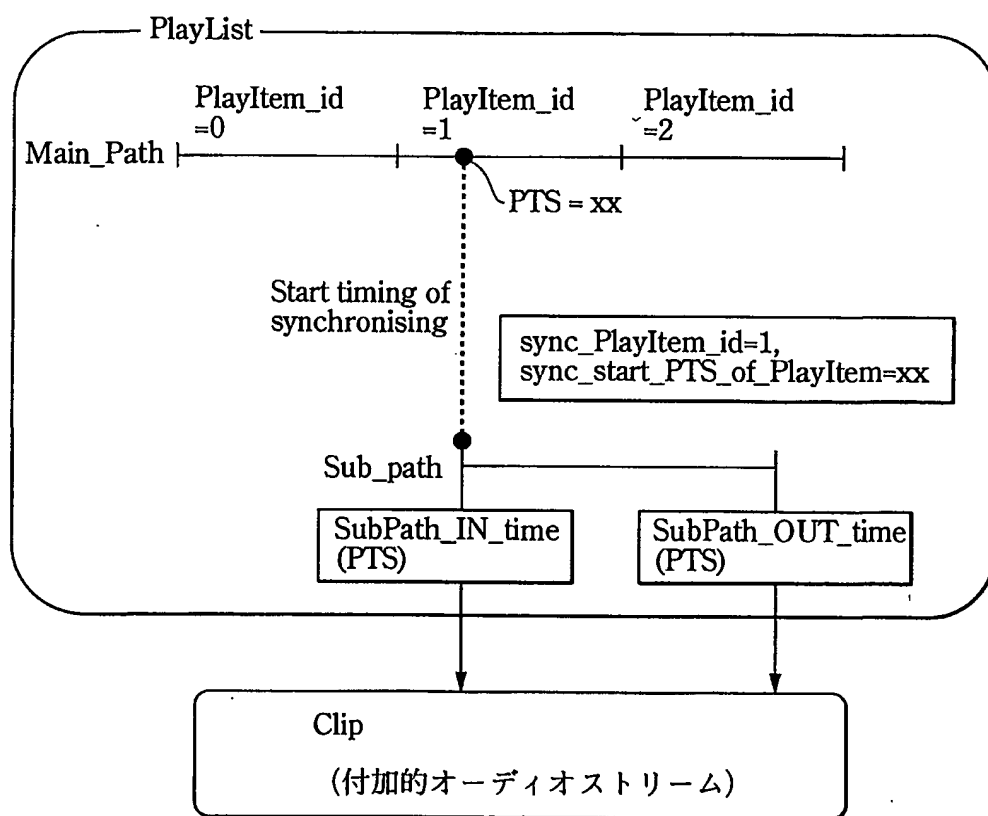 PlayList
PlayItem_id
=0
PlayItem_id
=1
PlayItem_id
=2
Main_Path
PTS = xx
Start timing of
synchronising
sync_PlayItem_id=1,
sync_start_PTS_of_PlayItem=xx
Sub_path
SubPath_IN_time
(PTS)
SubPath_OUT_time
(PTS)
Clip
(付加的オーディオストリーム)